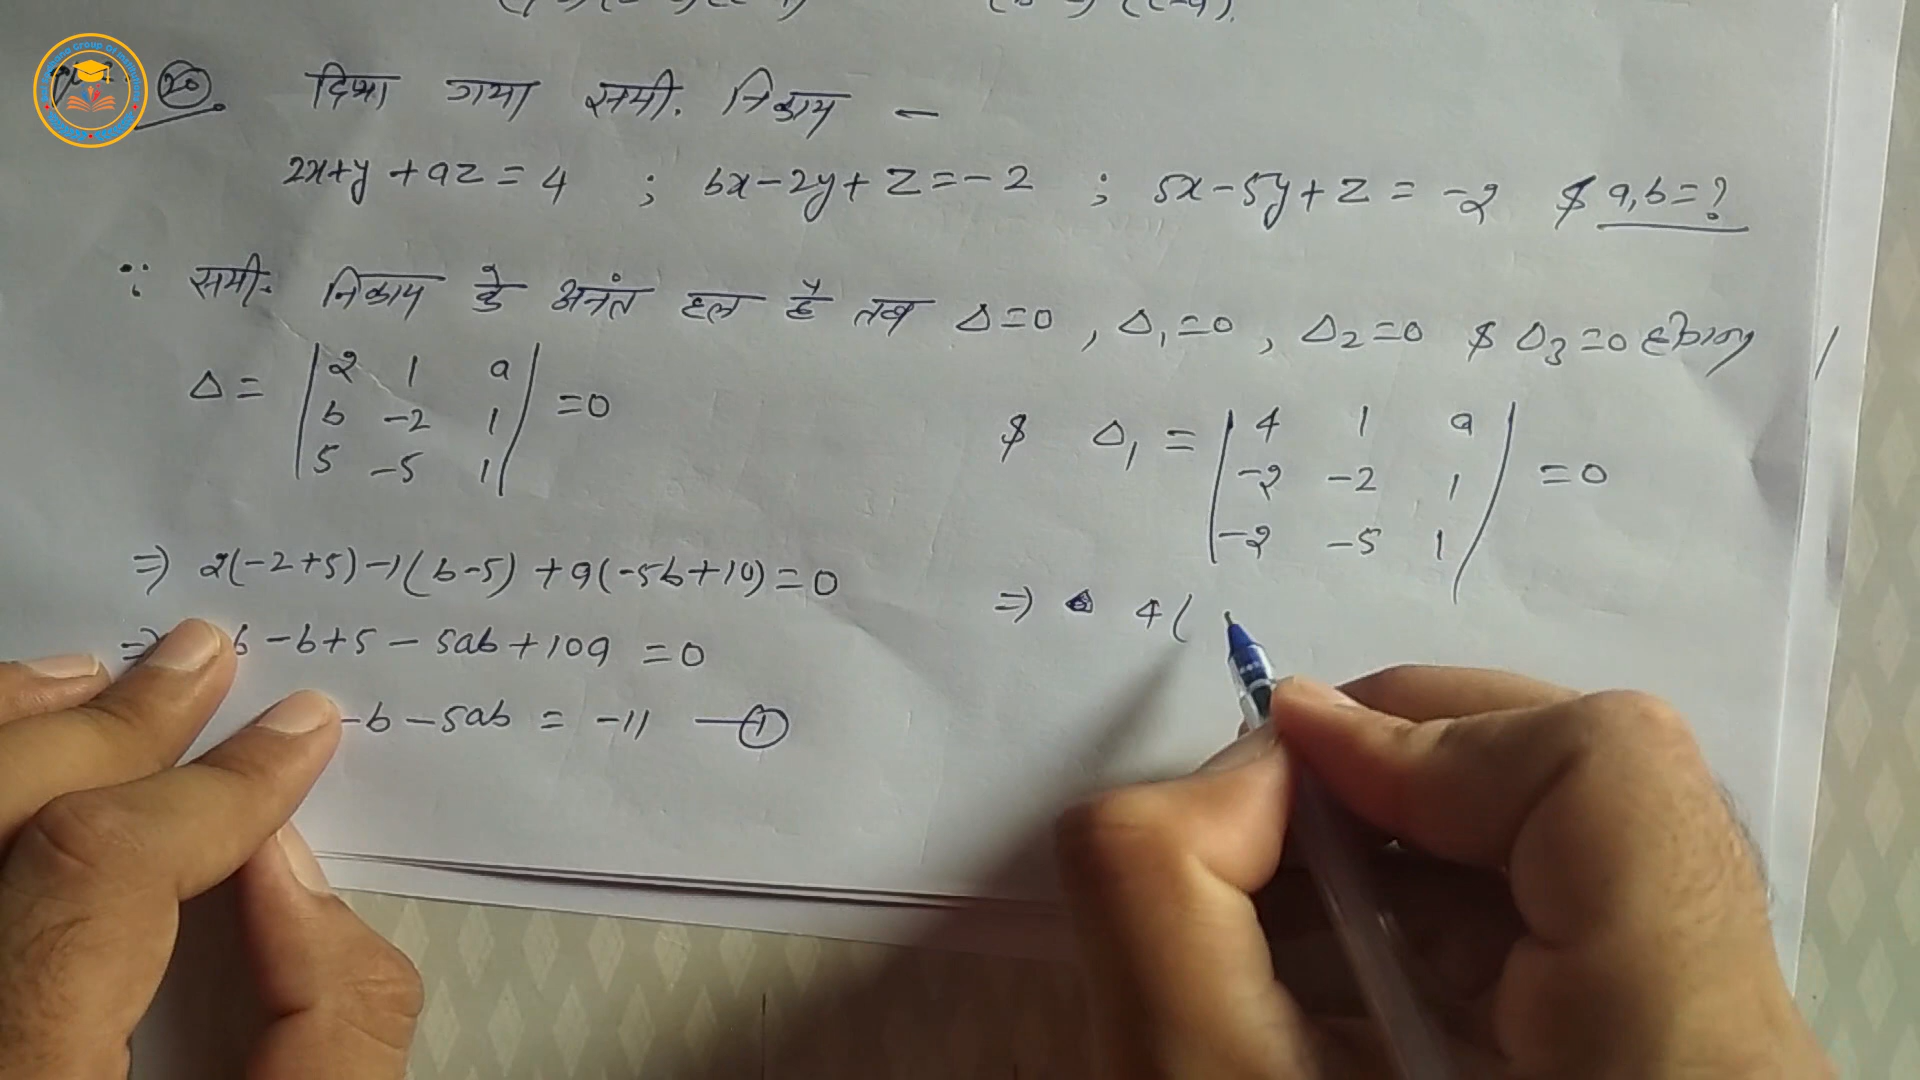 20.
दिया गया समी. निकाय —
2x+y+az=4 ; bx-2y+z=-2 ; 5x-5y+z=-2 $ a,b=?
∵ समी. निकाय के अनंत हल है तब Δ=0, Δ₁=0, Δ₂=0 $ Δ₃=0 होगा /
Δ= | 2 1 a | =0
b -2 1
5 -5 1
=> 2(-2+5)-1(b-5)+a(-5b+10)=0
=> 6-b+5-5ab+10a=0
-b-5ab=-11 —①
$ Δ₁ = | 4 1 a | =0
-2 -2 1
-2 -5 1
=> 4(